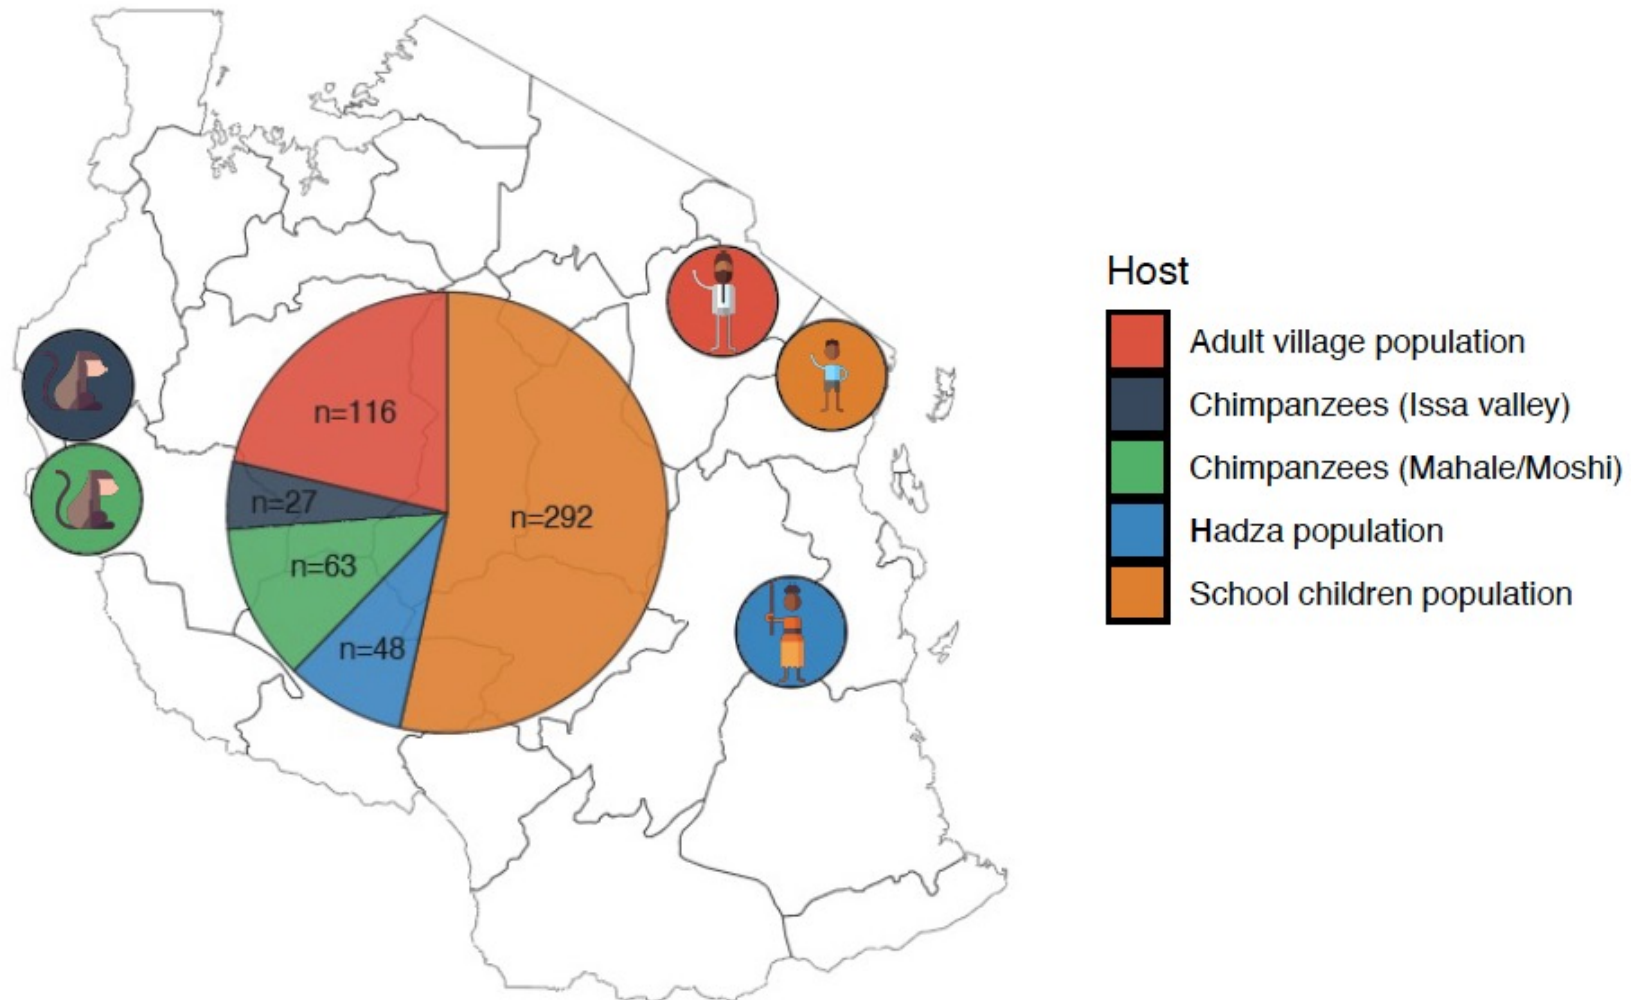 n=116
n=27
n=292
n=63
n=48
Host
Adult village population
Chimpanzees (Issa valley)
Chimpanzees (Mahale/Moshi)
Hadza population
School children population